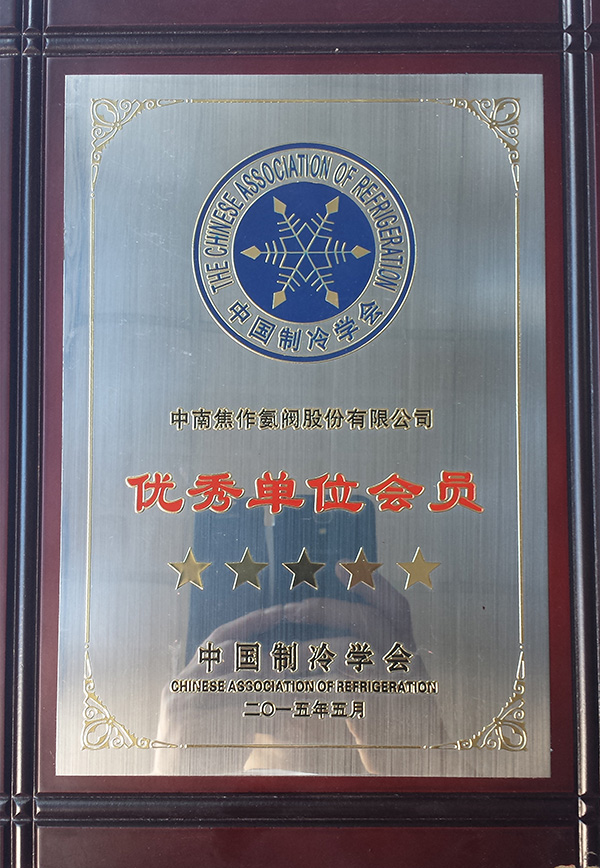 THE CHINESE ASSOCIATION OF REFRIGERATION
中国制冷学会
中南焦作氨阀股份有限公司
优秀单位会员
中国制冷学会
CHINESE ASSOCIATION OF REFRIGERATION
二〇一五年五月